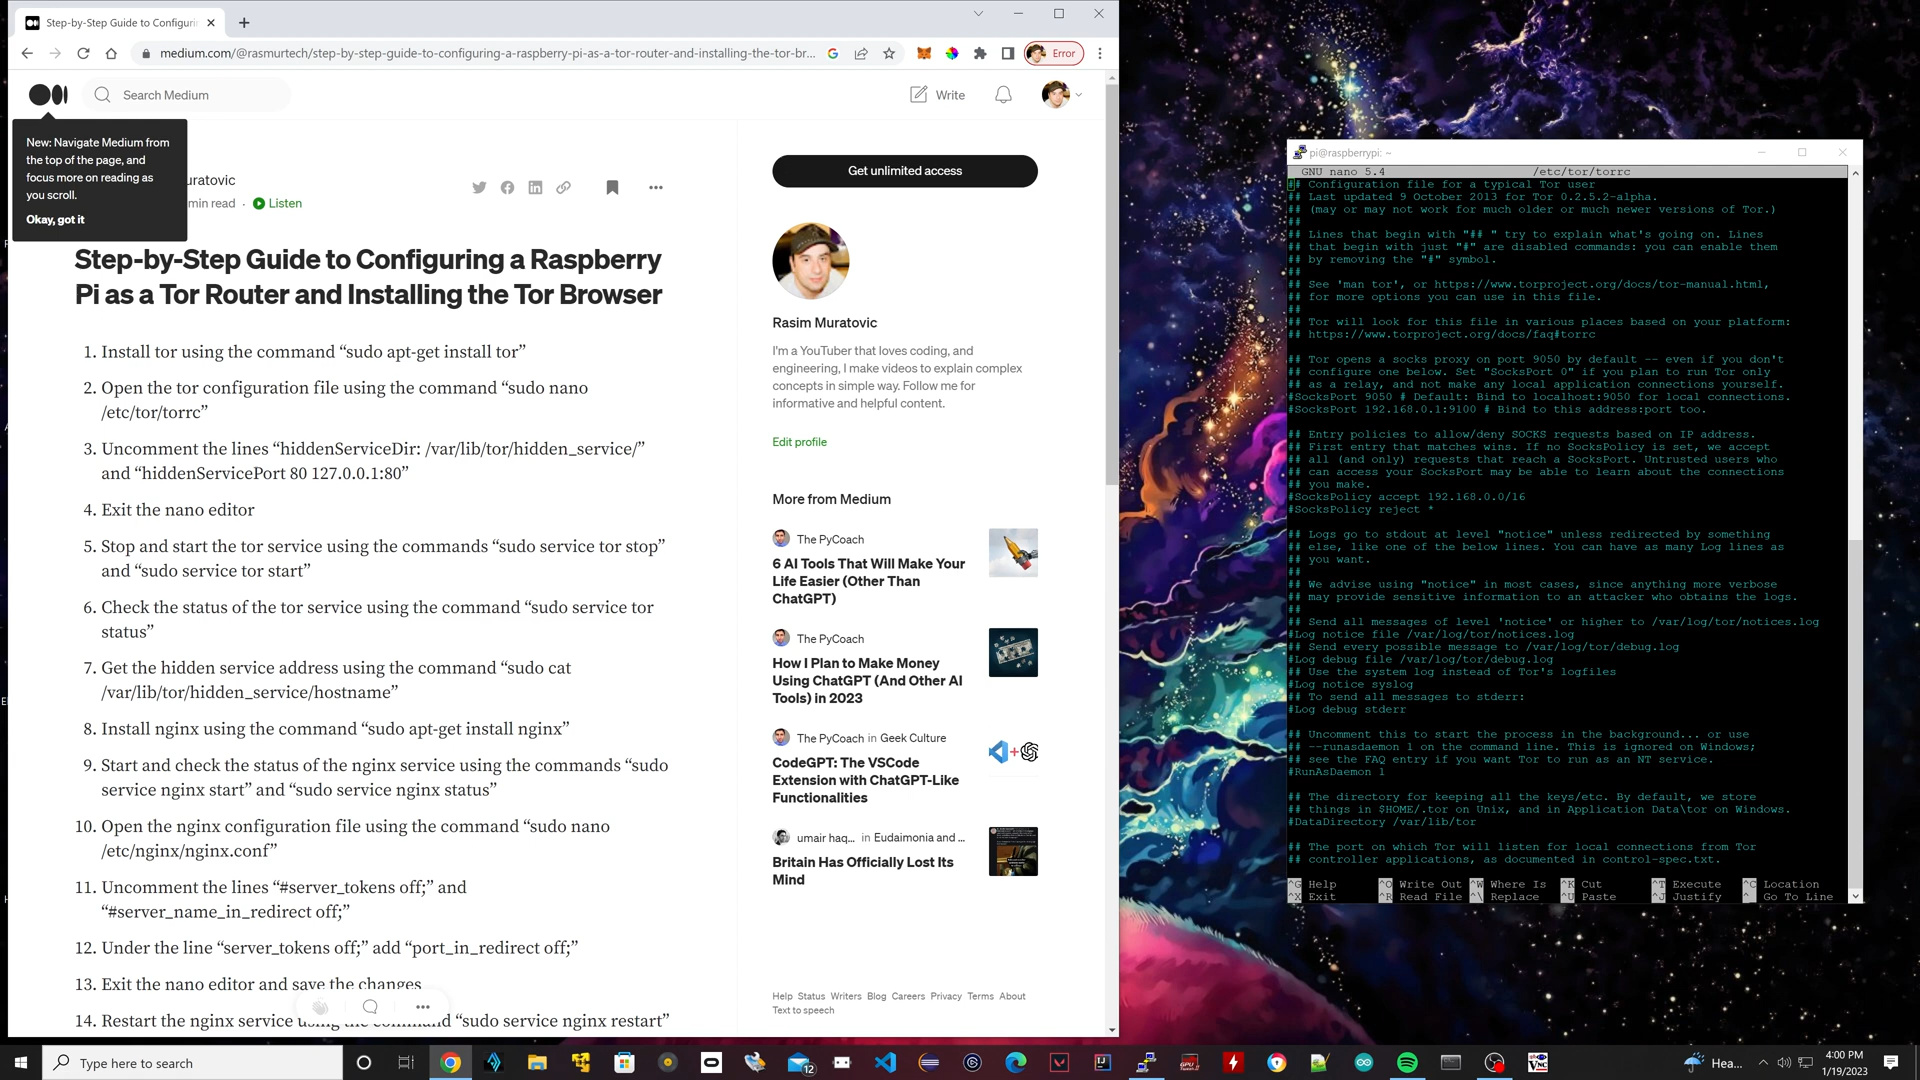 Step-by-Step Guide to Configuri
medium.com/@rasmurtech/step-by-step-guide-to-configuring-a-raspberry-pi-as-a-tor-router-and-installing-the-tor-br...
Error
Search Medium
Write
New: Navigate Medium from
the top of the page, and
focus more on reading as
you scroll.
Okay, got it
uratovic
min read · Listen
Step-by-Step Guide to Configuring a Raspberry
Pi as a Tor Router and Installing the Tor Browser
1. Install tor using the command “sudo apt-get install tor”
2. Open the tor configuration file using the command “sudo nano
/etc/tor/torrc”
3. Uncomment the lines “hiddenServiceDir: /var/lib/tor/hidden_service/”
and “hiddenServicePort 80 127.0.0.1:80”
4. Exit the nano editor
5. Stop and start the tor service using the commands “sudo service tor stop”
and “sudo service tor start”
6. Check the status of the tor service using the command “sudo service tor
status”
7. Get the hidden service address using the command “sudo cat
/var/lib/tor/hidden_service/hostname”
8. Install nginx using the command “sudo apt-get install nginx”
9. Start and check the status of the nginx service using the commands “sudo
service nginx start” and “sudo service nginx status”
10. Open the nginx configuration file using the command “sudo nano
/etc/nginx/nginx.conf”
11. Uncomment the lines “#server_tokens off;” and
“#server_name_in_redirect off;”
12. Under the line “server_tokens off;” add “port_in_redirect off;”
13. Exit the nano editor and save the changes
14. Restart the nginx service using the command “sudo service nginx restart”
Get unlimited access
Rasim Muratovic
I'm a YouTuber that loves coding, and
engineering, I make videos to explain complex
concepts in simple way. Follow me for
informative and helpful content.
Edit profile
More from Medium
The PyCoach
6 AI Tools That Will Make Your
Life Easier (Other Than
ChatGPT)
The PyCoach
How I Plan to Make Money
Using ChatGPT (And Other AI
Tools) in 2023
The PyCoach in Geek Culture
CodeGPT: The VSCode
Extension with ChatGPT-Like
Functionalities
umair haq... in Eudaimonia and ...
Britain Has Officially Lost Its
Mind
Help Status Writers Blog Careers Privacy Terms About
Text to speech
pi@raspberrypi: ~
GNU nano 5.4 /etc/tor/torrc
## Configuration file for a typical Tor user
## Last updated 9 October 2013 for Tor 0.2.5.2-alpha.
## (may or may not work for much older or much newer versions of Tor.)
##
## Lines that begin with "## " try to explain what's going on. Lines
## that begin with just "#" are disabled commands: you can enable them
## by removing the "#" symbol.
##
## See 'man tor', or https://www.torproject.org/docs/tor-manual.html,
## for more options you can use in this file.
##
## Tor will look for this file in various places based on your platform:
## https://www.torproject.org/docs/faq#torrc
## Tor opens a socks proxy on port 9050 by default -- even if you don't
## configure one below. Set "SocksPort 0" if you plan to run Tor only
## as a relay, and not make any local application connections yourself.
#SocksPort 9050 # Default: Bind to localhost:9050 for local connections.
#SocksPort 192.168.0.1:9100 # Bind to this address:port too.
## Entry policies to allow/deny SOCKS requests based on IP address.
## First entry that matches wins. If no SocksPolicy is set, we accept
## all (and only) requests that reach a SocksPort. Untrusted users who
## can access your SocksPort may be able to learn about the connections
## you make.
#SocksPolicy accept 192.168.0.0/16
#SocksPolicy reject *
## Logs go to stdout at level "notice" unless redirected by something
## else, like one of the below lines. You can have as many Log lines as
## you want.
##
## We advise using "notice" in most cases, since anything more verbose
## may provide sensitive information to an attacker who obtains the logs.
##
## Send all messages of level 'notice' or higher to /var/log/tor/notices.log
#Log notice file /var/log/tor/notices.log
## Send every possible message to /var/log/tor/debug.log
#Log debug file /var/log/tor/debug.log
## Use the system log instead of Tor's logfiles
#Log notice syslog
## To send all messages to stderr:
#Log debug stderr
## Uncomment this to start the process in the background... or use
## --runasdaemon 1 on the command line. This is ignored on Windows;
## see the FAQ entry if you want Tor to run as an NT service.
#RunAsDaemon 1
## The directory for keeping all the keys/etc. By default, we store
## things in $HOME/.tor on Unix, and in Application Data\tor on Windows.
#DataDirectory /var/lib/tor
## The port on which Tor will listen for local connections from Tor
## controller applications, as documented in control-spec.txt.
^G Help ^O Write Out ^W Where Is ^K Cut ^T Execute ^C Location
^X Exit ^R Read File ^\ Replace ^U Paste ^J Justify ^_ Go To Line
Type here to search
12
Hea...
4:00 PM
1/19/2023